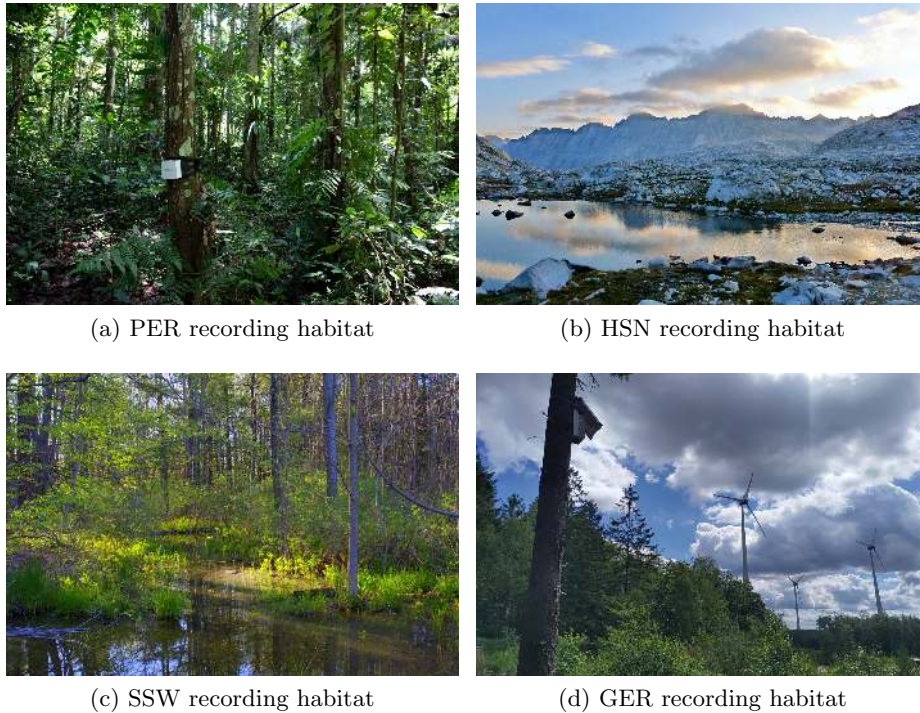 (a) PER recording habitat
(b) HSN recording habitat
(c) SSW recording habitat
(d) GER recording habitat